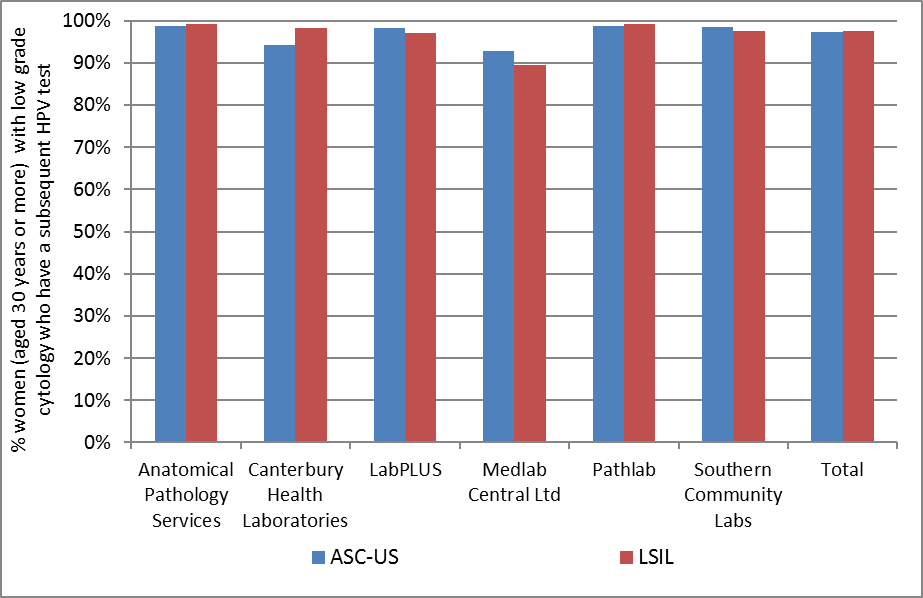 % women (aged 30 years or more)  with low grade
cytology who have a subsequent HPV test
100%
90%
80%
70%
60%
50%
40%
30%
20%
10%
0%
Anatomical
Pathology
Services
Canterbury
Health
Laboratories
LabPLUS
Medlab
Central Ltd
Pathlab
Southern
Community
Labs
Total
ASC-US
LSIL